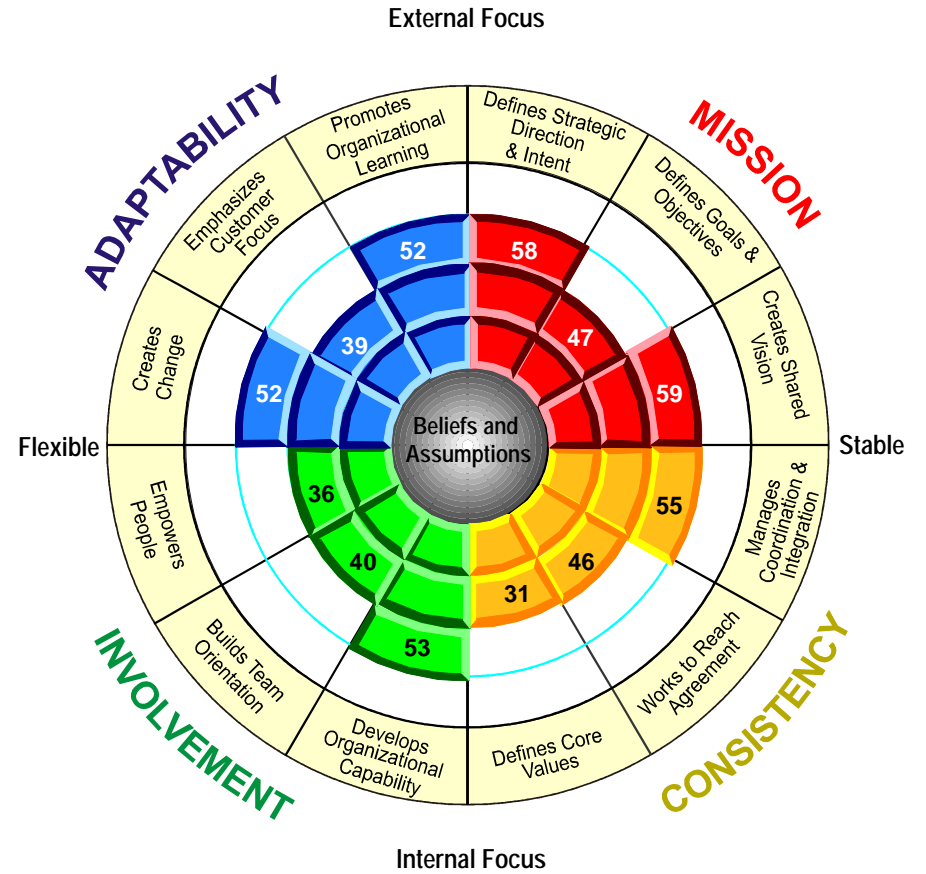 External Focus
ADAPTABILITY
MISSION
Promotes
Organizational
Learning
Defines Strategic
Direction
& Intent
Emphasizes
Customer
Focus
Defines Goals &
Objectives
Creates
Change
Creates Shared
Vision
52
58
39
47
52
59
Flexible
Beliefs and
Assumptions
Stable
36
55
40
46
31
53
Empowers
People
Manages
Coordination &
Integration
Builds Team
Orientation
Works to Reach
Agreement
Develops
Organizational
Capability
Defines Core
Values
INVOLVEMENT
CONSISTENCY
Internal Focus